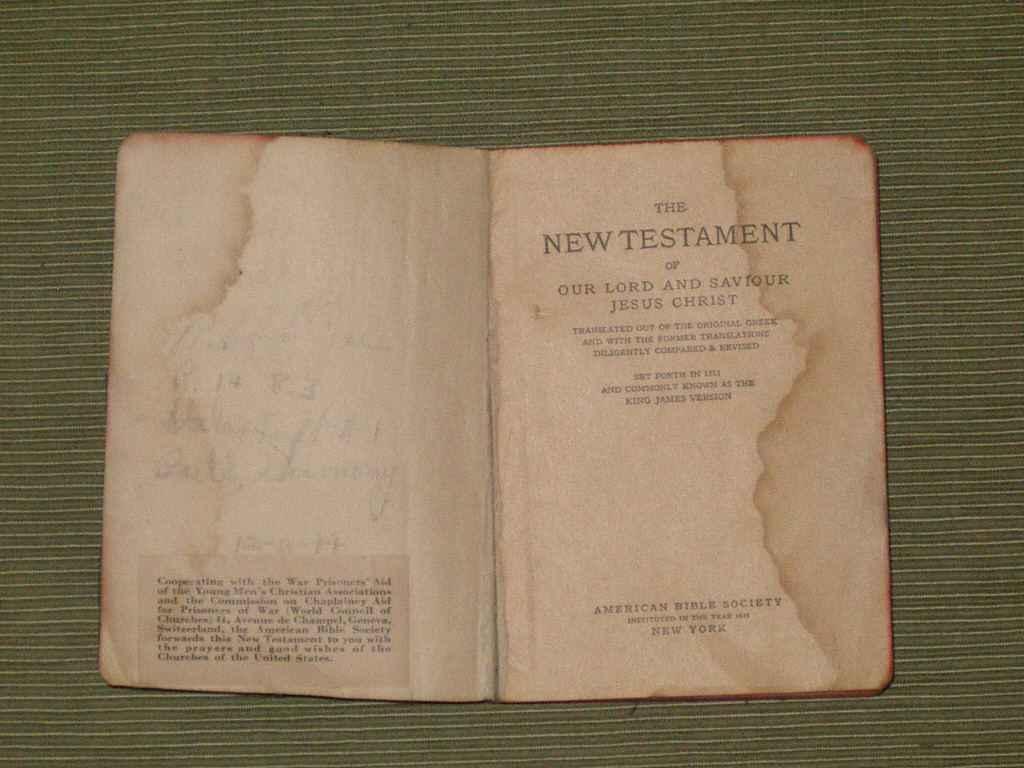 R. 1483
Germany
Cooperating with the War Prisoners' Aid
of the Young Men's Christian Associations
and the Commission on Chaplaincy Aid
for Prisoners of War (World Council of
Churches) 41, Avenue de Champel, Geneva,
Switzerland, the American Bible Society
forwards this New Testament to you with
the prayers and good wishes of the
Churches of the United States.
THE
NEW TESTAMENT
OF
OUR LORD AND SAVIOUR
JESUS CHRIST
TRANSLATED OUT OF THE ORIGINAL GREEK
AND WITH THE FORMER TRANSLATIONS
DILIGENTLY COMPARED & REVISED
SET FORTH IN 1611
AND COMMONLY KNOWN AS THE
KING JAMES VERSION
AMERICAN BIBLE SOCIETY
INSTITUTED IN THE YEAR 1816
NEW YORK